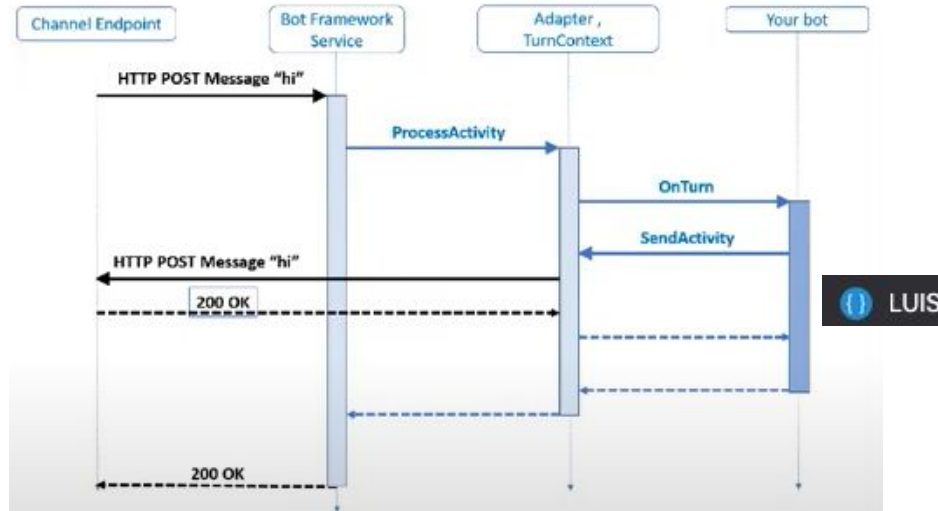 Channel Endpoint
Bot Framework
Service
Adapter ,
TurnContext
Your bot
HTTP POST Message “hi”
ProcessActivity
OnTurn
SendActivity
HTTP POST Message “hi”
200 OK
{} LUIS
200 OK